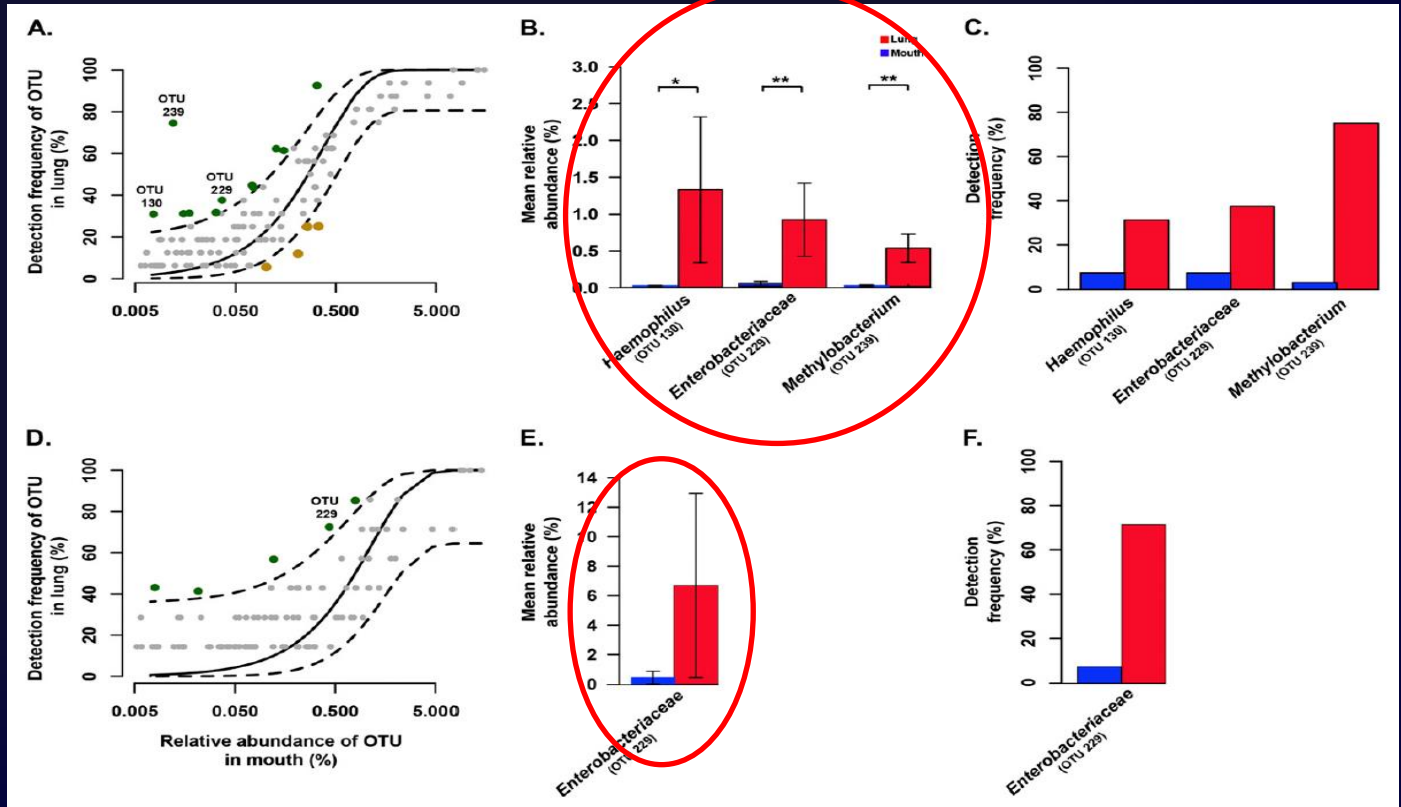 A.
Detection frequency of OTU
in lung (%)
100
80
60
40
20
0
OTU
239
OTU
130
OTU
229
0.005
0.050
0.500
5.000
B.
Lung
Mouth
Mean relative
abundance (%)
3.0
2.5
2.0
1.5
1.0
0.5
0.0
*
**
**
Haemophilus
(OTU 130)
Enterobacteriaceae
(OTU 229)
Methylobacterium
(OTU 239)
C.
Detection
frequency (%)
100
80
60
40
20
0
Haemophilus
(OTU 130)
Enterobacteriaceae
(OTU 229)
Methylobacterium
(OTU 239)
D.
Detection frequency of OTU
in lung (%)
100
80
60
40
20
0
OTU
229
0.005
0.050
0.500
5.000
Relative abundance of OTU
in mouth (%)
E.
Mean relative
abundance (%)
14
12
10
8
6
4
2
0
Enterobacteriaceae
(OTU 229)
F.
Detection
frequency (%)
100
80
60
40
20
0
Enterobacteriaceae
(OTU 229)